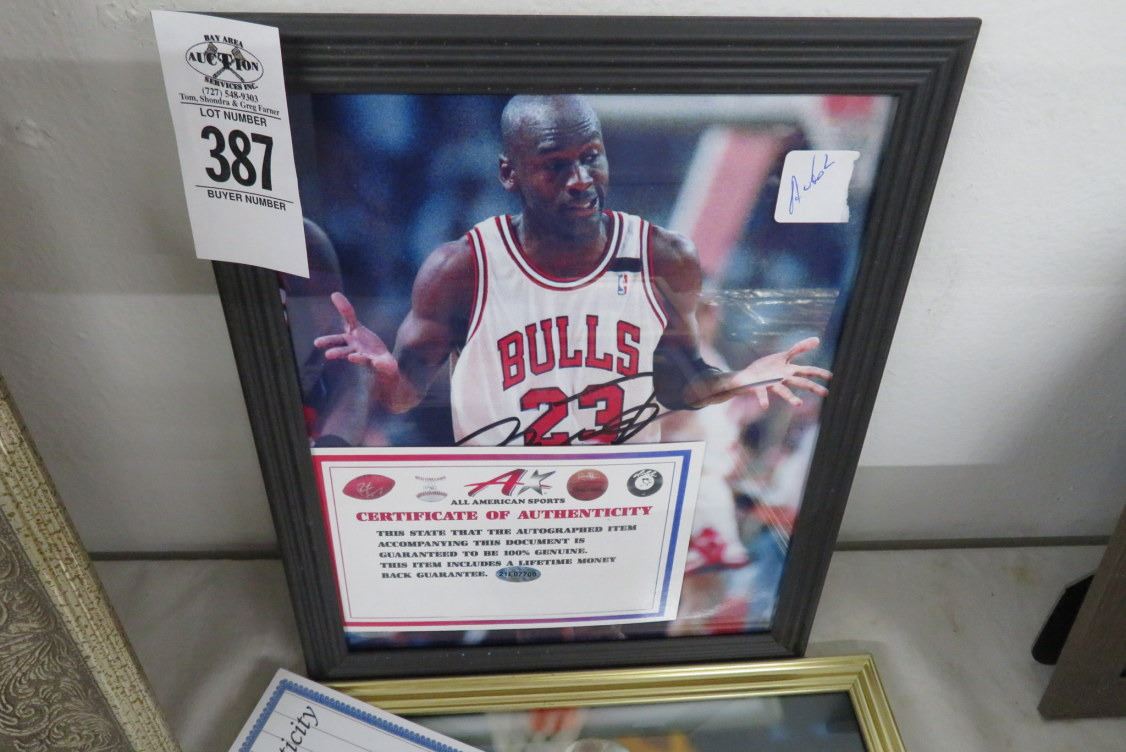 BAY AREA
AUCTION
SERVICES INC.
(727) 548-9303
Tom, Shondra & Greg Farner
LOT NUMBER
387
BUYER NUMBER
BULLS
23
ALL AMERICAN SPORTS
CERTIFICATE OF AUTHENTICITY
THIS STATE THAT THE AUTOGRAPHED ITEM
ACCOMPANYING THIS DOCUMENT IS
GUARANTEED TO BE 100% GENUINE.
THIS ITEM INCLUDES A LIFETIME MONEY
BACK GUARANTEE.